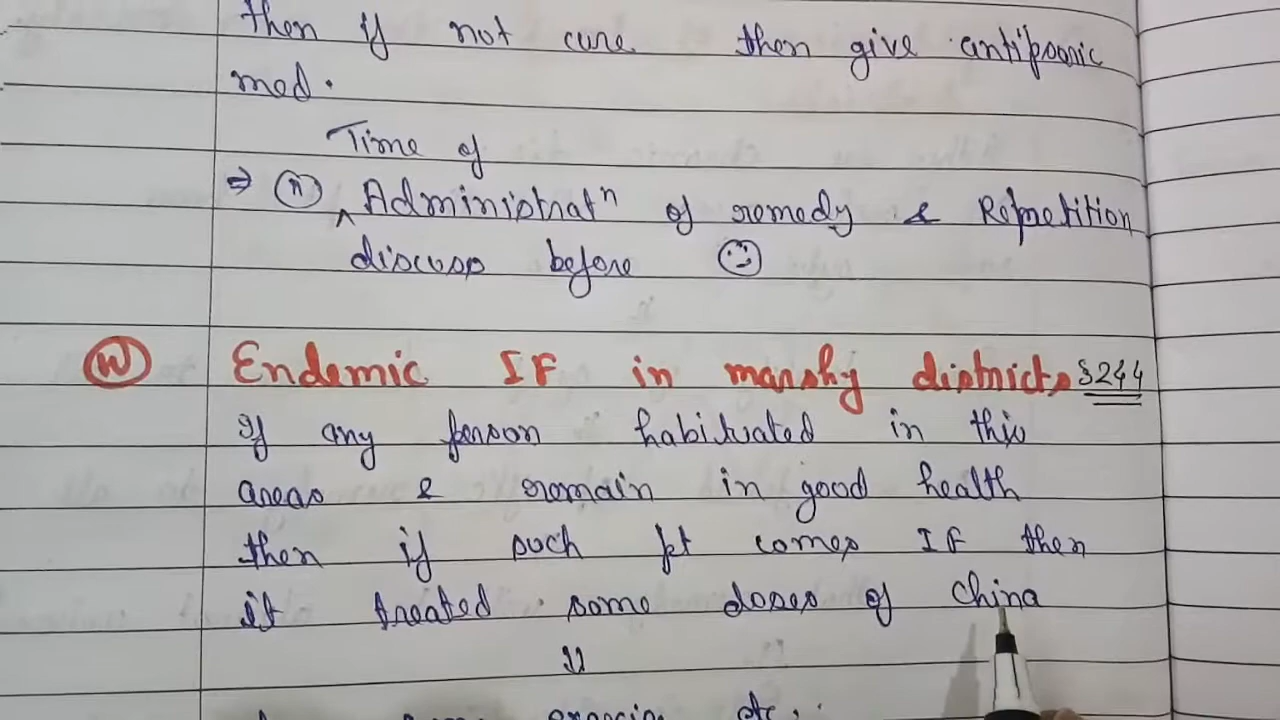 then if not cure then give antipsoric
med.
Time of
⇒ (n) ^ Administratⁿ of remedy & Repetition
discuss before
(w) Endemic IF in marshy districts §244
If any person habituated in this
areas & remain in good health
then if such pt comes IF then
it treated some doses of China
etc.